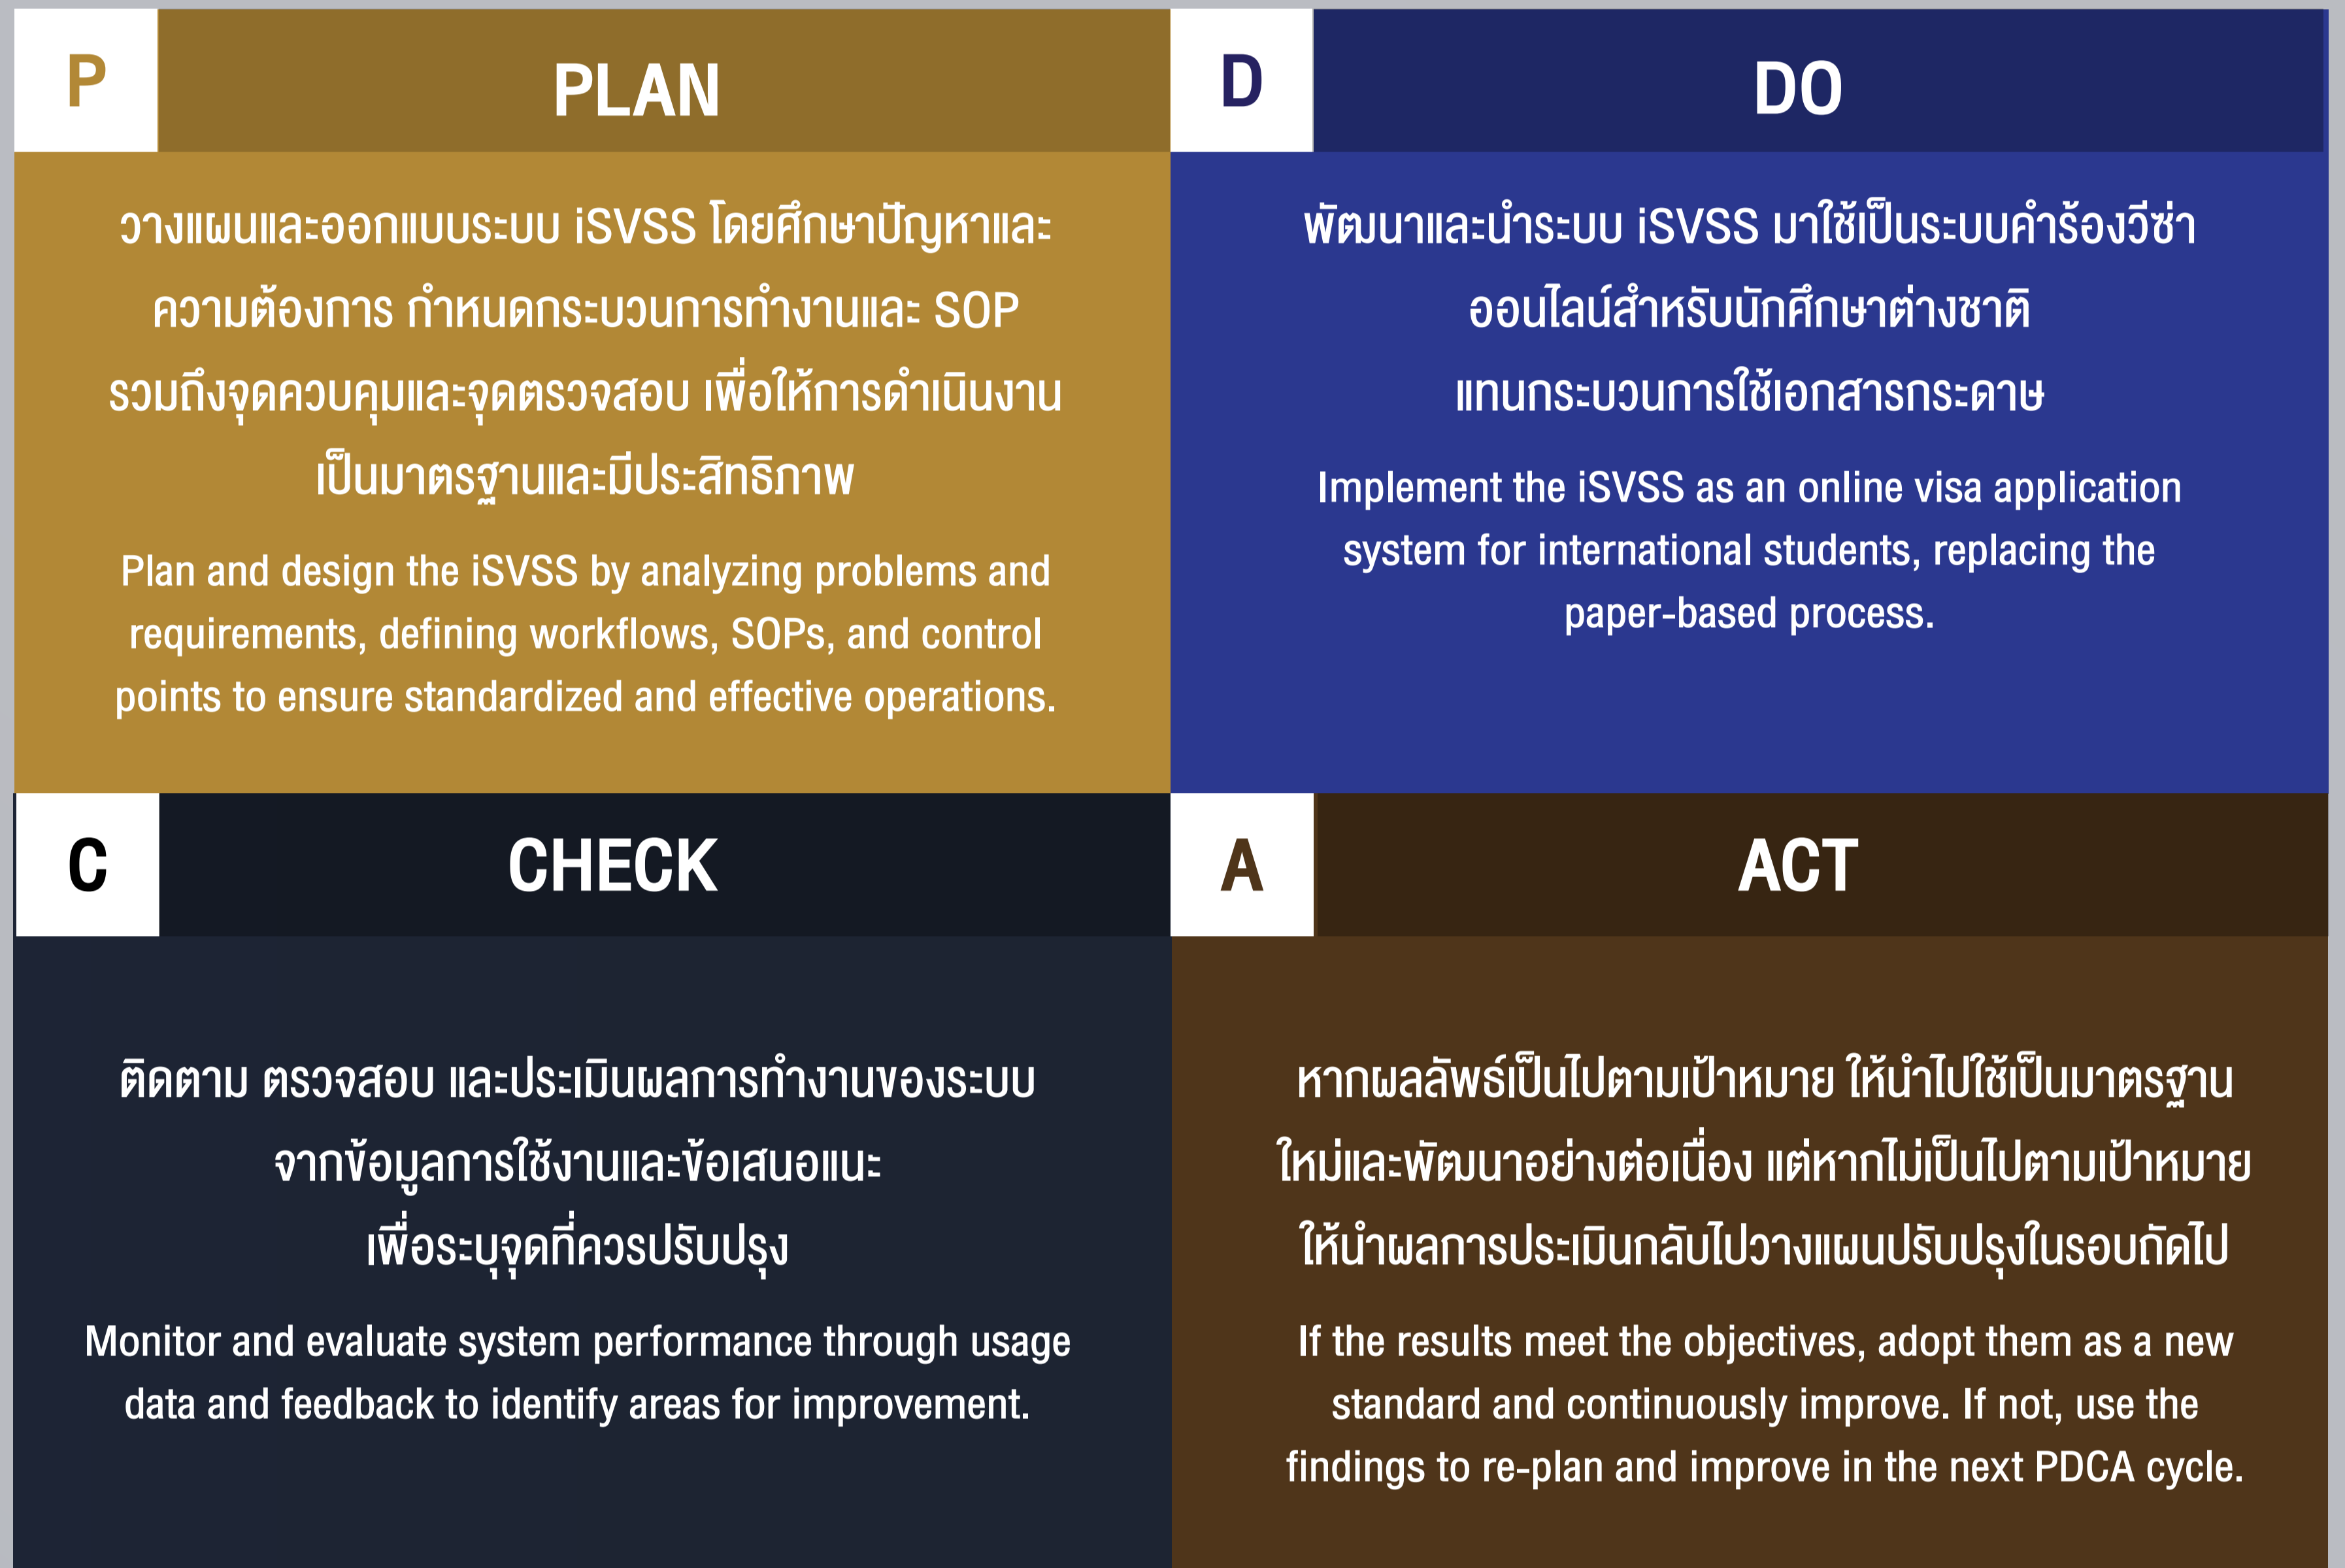 P
PLAN
วางแผนและออกแบบระบบ iSVSS โดยศึกษาปัญหาและ
ความต้องการ กำหนดกระบวนการทำงานและ SOP
รวมถึงจุดควบคุมและจุดตรวจสอบ เพื่อให้การดำเนินงาน
เป็นมาตรฐานและมีประสิทธิภาพ
Plan and design the iSVSS by analyzing problems and
requirements, defining workflows, SOPs, and control
points to ensure standardized and effective operations.
D
DO
พัฒนาและนำระบบ iSVSS มาใช้เป็นระบบคำร้องวีซ่า
ออนไลน์สำหรับนักศึกษาต่างชาติ
แทนกระบวนการใช้เอกสารกระดาษ
Implement the iSVSS as an online visa application
system for international students, replacing the
paper-based process.
C
CHECK
ติดตาม ตรวจสอบ และประเมินผลการทำงานของระบบ
จากข้อมูลการใช้งานและข้อเสนอแนะ
เพื่อระบุจุดที่ควรปรับปรุง
Monitor and evaluate system performance through usage
data and feedback to identify areas for improvement.
A
ACT
หากผลลัพธ์เป็นไปตามเป้าหมาย ให้นำไปใช้เป็นมาตรฐาน
ใหม่และพัฒนาอย่างต่อเนื่อง แต่หากไม่เป็นไปตามเป้าหมาย
ให้นำผลการประเมินกลับไปวางแผนปรับปรุงในรอบถัดไป
If the results meet the objectives, adopt them as a new
standard and continuously improve. If not, use the
findings to re-plan and improve in the next PDCA cycle.